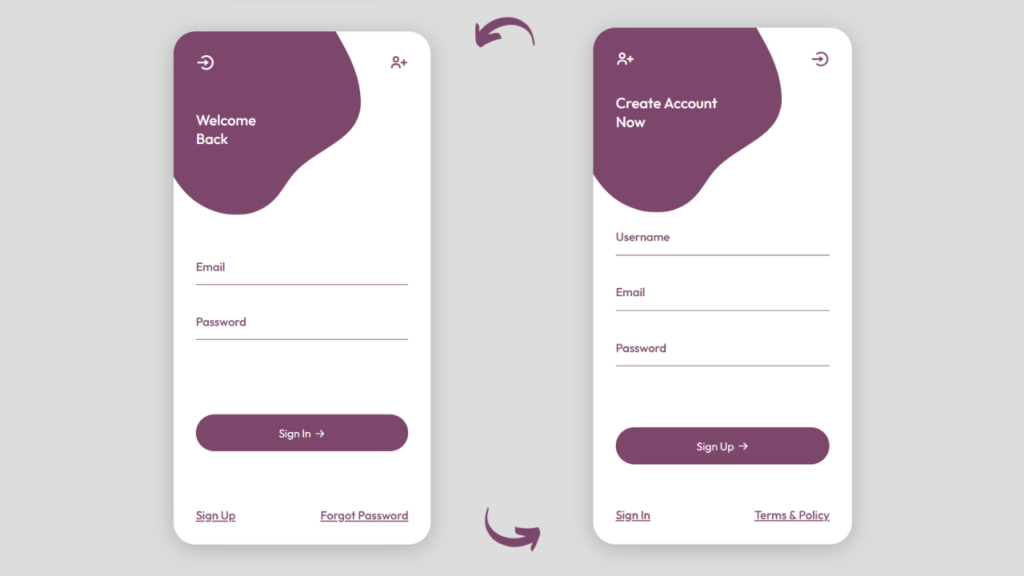 Welcome
Back
Email
Password
Sign In →
Sign Up
Forgot Password
Create Account
Now
Username
Email
Password
Sign Up →
Sign In
Terms & Policy